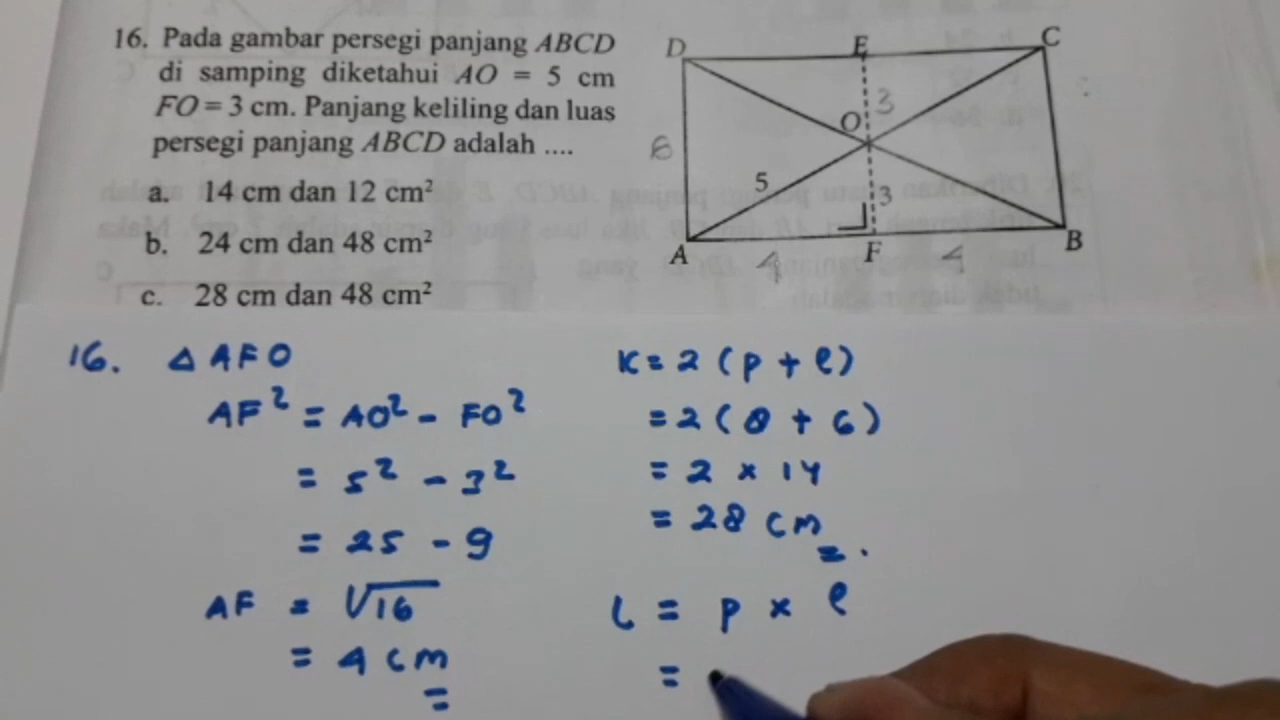 16. Pada gambar persegi panjang ABCD
di samping diketahui AO = 5 cm
FO = 3 cm. Panjang keliling dan luas
persegi panjang ABCD adalah ....
a. 14 cm dan 12 cm²
b. 24 cm dan 48 cm²
c. 28 cm dan 48 cm²
D E C
3
O
6
5
3
A F B
4 4
16. Δ AFO
AF² = AO² - FO²
= 5² - 3²
= 25 - 9
AF = √16
= 4 cm
K = 2 (p + l)
= 2 (8 + 6)
= 2 × 14
= 28 cm
L = p × l
=